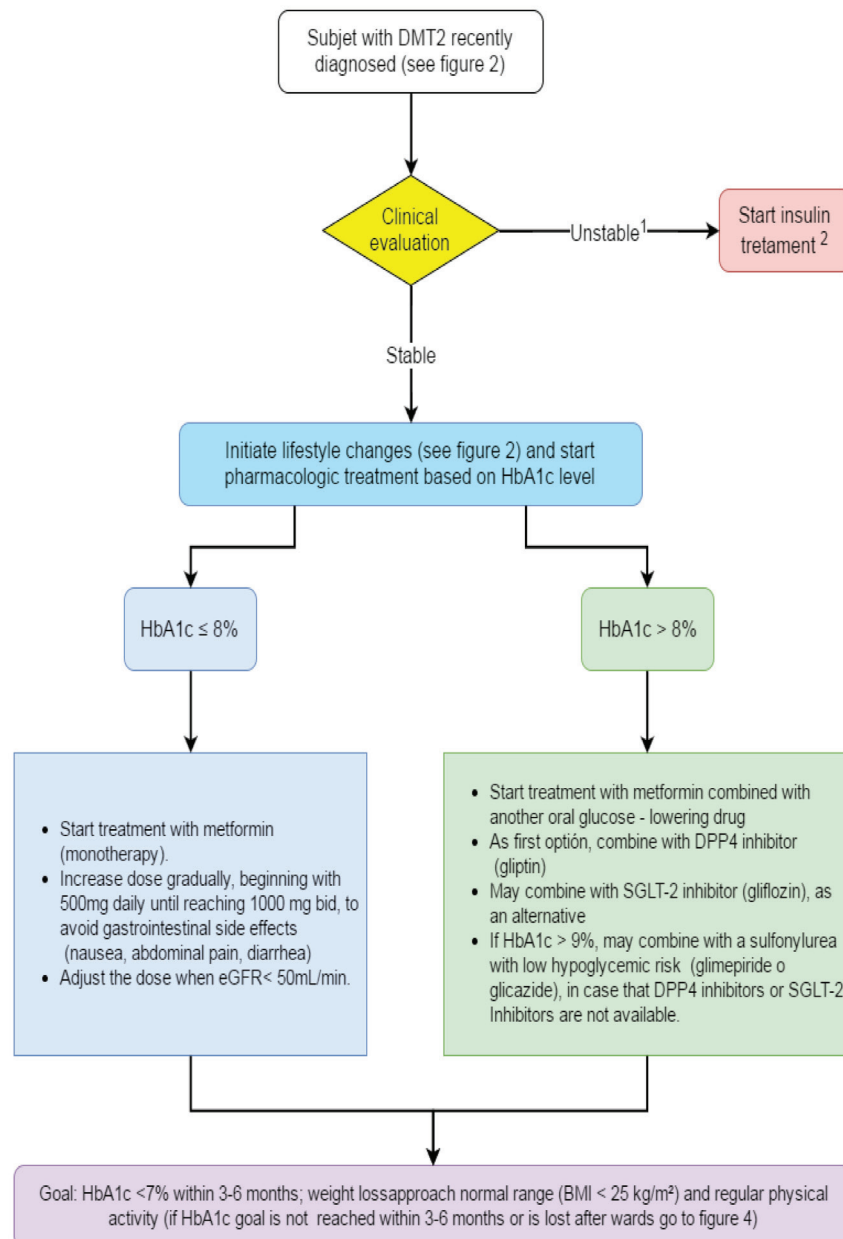 Subjet with DMT2 recently
diagnosed (see figure 2)
Clinical
evaluation
Unstable1
Start insulin
tretament 2
Stable
Initiate lifestyle changes (see figure 2) and start
pharmacologic treatment based on HbA1c level
HbA1c ≤ 8%
HbA1c > 8%
• Start treatment with metformin
(monotherapy).
• Increase dose gradually, beginning with
500mg daily until reaching 1000 mg bid, to
avoid gastrointestinal side effects
(nausea, abdominal pain, diarrhea)
• Adjust the dose when eGFR< 50mL/min.
• Start treatment with metformin combined with
another oral glucose - lowering drug
• As first optión, combine with DPP4 inhibitor
(gliptin)
• May combine with SGLT-2 inhibitor (gliflozin), as
an alternative
• If HbA1c > 9%, may combine with a sulfonylurea
with low hypoglycemic risk (glimepiride o
glicazide), in case that DPP4 inhibitors or SGLT-2
Inhibitors are not available.
Goal: HbA1c <7% within 3-6 months; weight lossapproach normal range (BMI < 25 kg/m²) and regular physical
activity (if HbA1c goal is not reached within 3-6 months or is lost after wards go to figure 4)